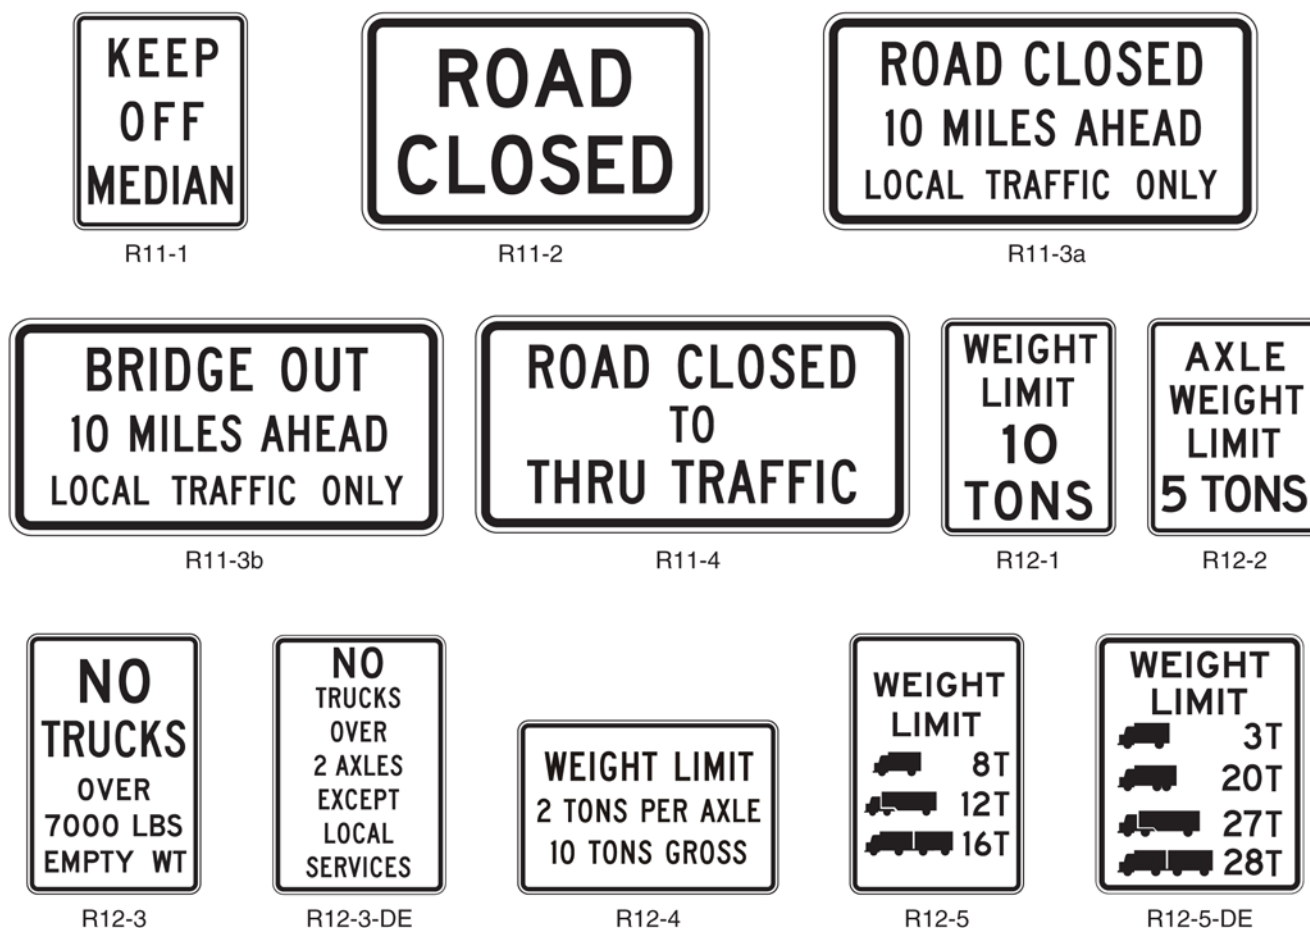 KEEP
OFF
MEDIAN
R11-1
ROAD
CLOSED
R11-2
ROAD CLOSED
10 MILES AHEAD
LOCAL TRAFFIC ONLY
R11-3a
BRIDGE OUT
10 MILES AHEAD
LOCAL TRAFFIC ONLY
R11-3b
ROAD CLOSED
TO
THRU TRAFFIC
R11-4
WEIGHT
LIMIT
10
TONS
R12-1
AXLE
WEIGHT
LIMIT
5 TONS
R12-2
NO
TRUCKS
OVER
7000 LBS
EMPTY WT
R12-3
NO
TRUCKS
OVER
2 AXLES
EXCEPT
LOCAL
SERVICES
R12-3-DE
WEIGHT LIMIT
2 TONS PER AXLE
10 TONS GROSS
R12-4
WEIGHT
LIMIT
8T
12T
16T
R12-5
WEIGHT
LIMIT
3T
20T
27T
28T
R12-5-DE